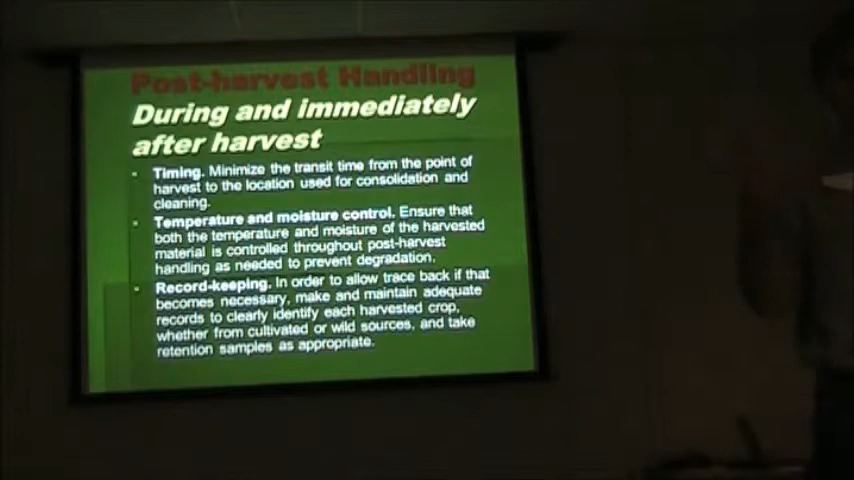 Post-harvest Handling
During and immediately
after harvest
Timing. Minimize the transit time from the point of
harvest to the location used for consolidation and
cleaning.
Temperature and moisture control. Ensure that
both the temperature and moisture of the harvested
material is controlled throughout post-harvest
handling as needed to prevent degradation.
Record-keeping. In order to allow trace back if that
becomes necessary, make and maintain adequate
records to clearly identify each harvested crop,
whether from cultivated or wild sources, and take
retention samples as appropriate.